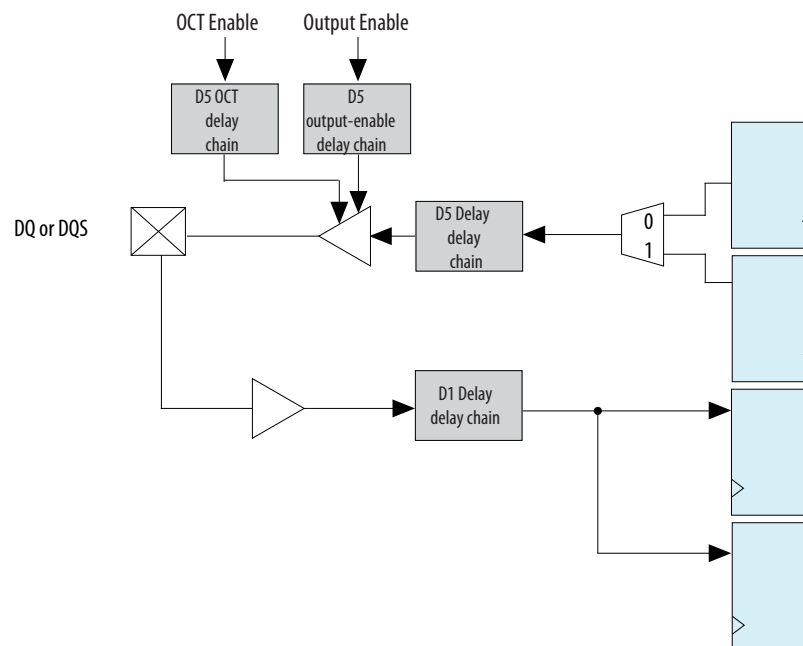 OCT Enable
Output Enable
D5 OCT
delay
chain
D5
output-enable
delay chain
DQ or DQS
D5 Delay
delay
chain
0
1
D1 Delay
delay chain